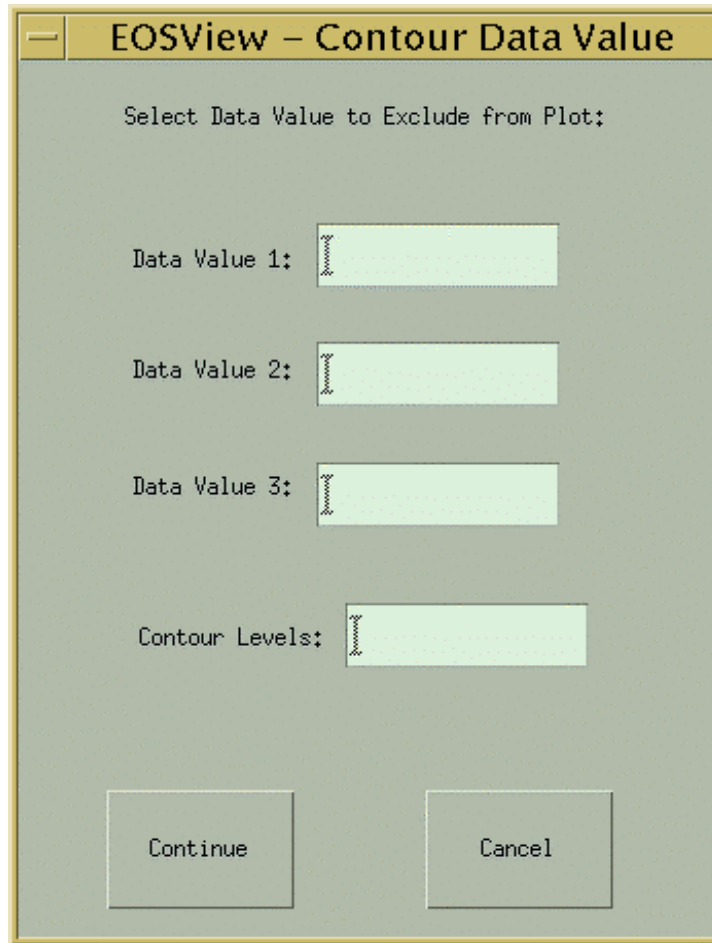 EOSView – Contour Data Value
Select Data Value to Exclude from Plot:
Data Value 1:
Data Value 2:
Data Value 3:
Contour Levels:
Continue
Cancel